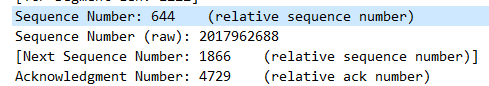 Sequence Number: 644    (relative sequence number)
Sequence Number (raw): 2017962688
[Next Sequence Number: 1866    (relative sequence number)]
Acknowledgment Number: 4729    (relative ack number)